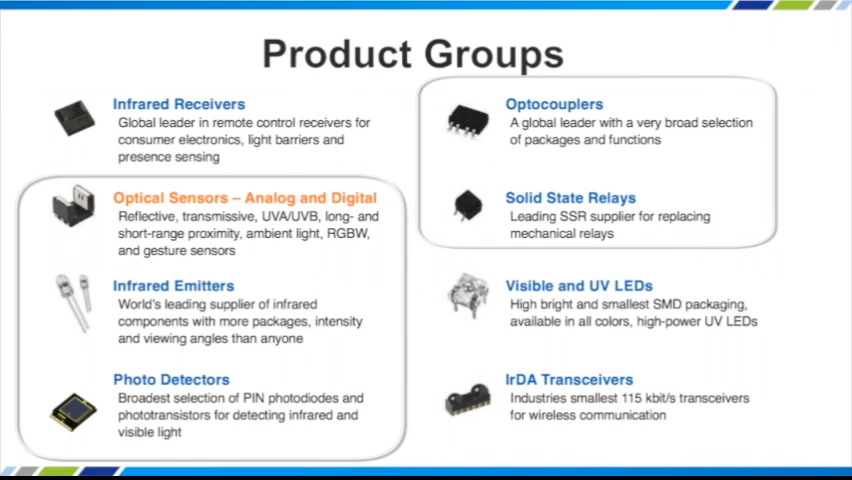 Product Groups
Infrared Receivers
Global leader in remote control receivers for
consumer electronics, light barriers and
presence sensing
Optical Sensors – Analog and Digital
Reflective, transmissive, UVA/UVB, long- and
short-range proximity, ambient light, RGBW,
and gesture sensors
Infrared Emitters
World's leading supplier of infrared
components with more packages, intensity
and viewing angles than anyone
Photo Detectors
Broadest selection of PIN photodiodes and
phototransistors for detecting infrared and
visible light
Optocouplers
A global leader with a very broad selection
of packages and functions
Solid State Relays
Leading SSR supplier for replacing
mechanical relays
Visible and UV LEDs
High bright and smallest SMD packaging,
available in all colors, high-power UV LEDs
IrDA Transceivers
Industries smallest 115 kbit/s transceivers
for wireless communication